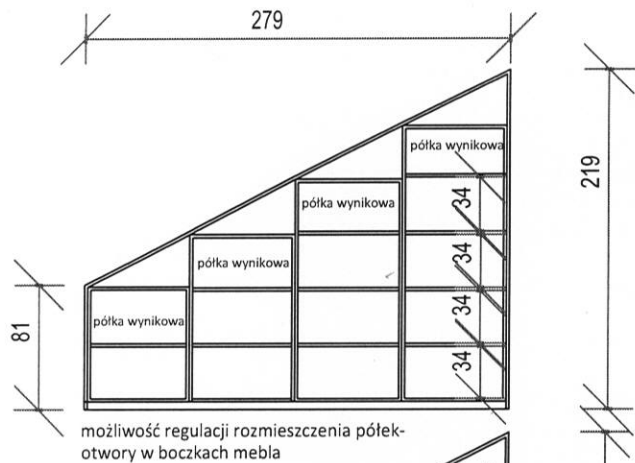 279
półka wynikowa
półka wynikowa
półka wynikowa
półka wynikowa
34
34
34
34
219
81
możliwość regulacji rozmieszczenia półek-
otwory w boczkach mebla